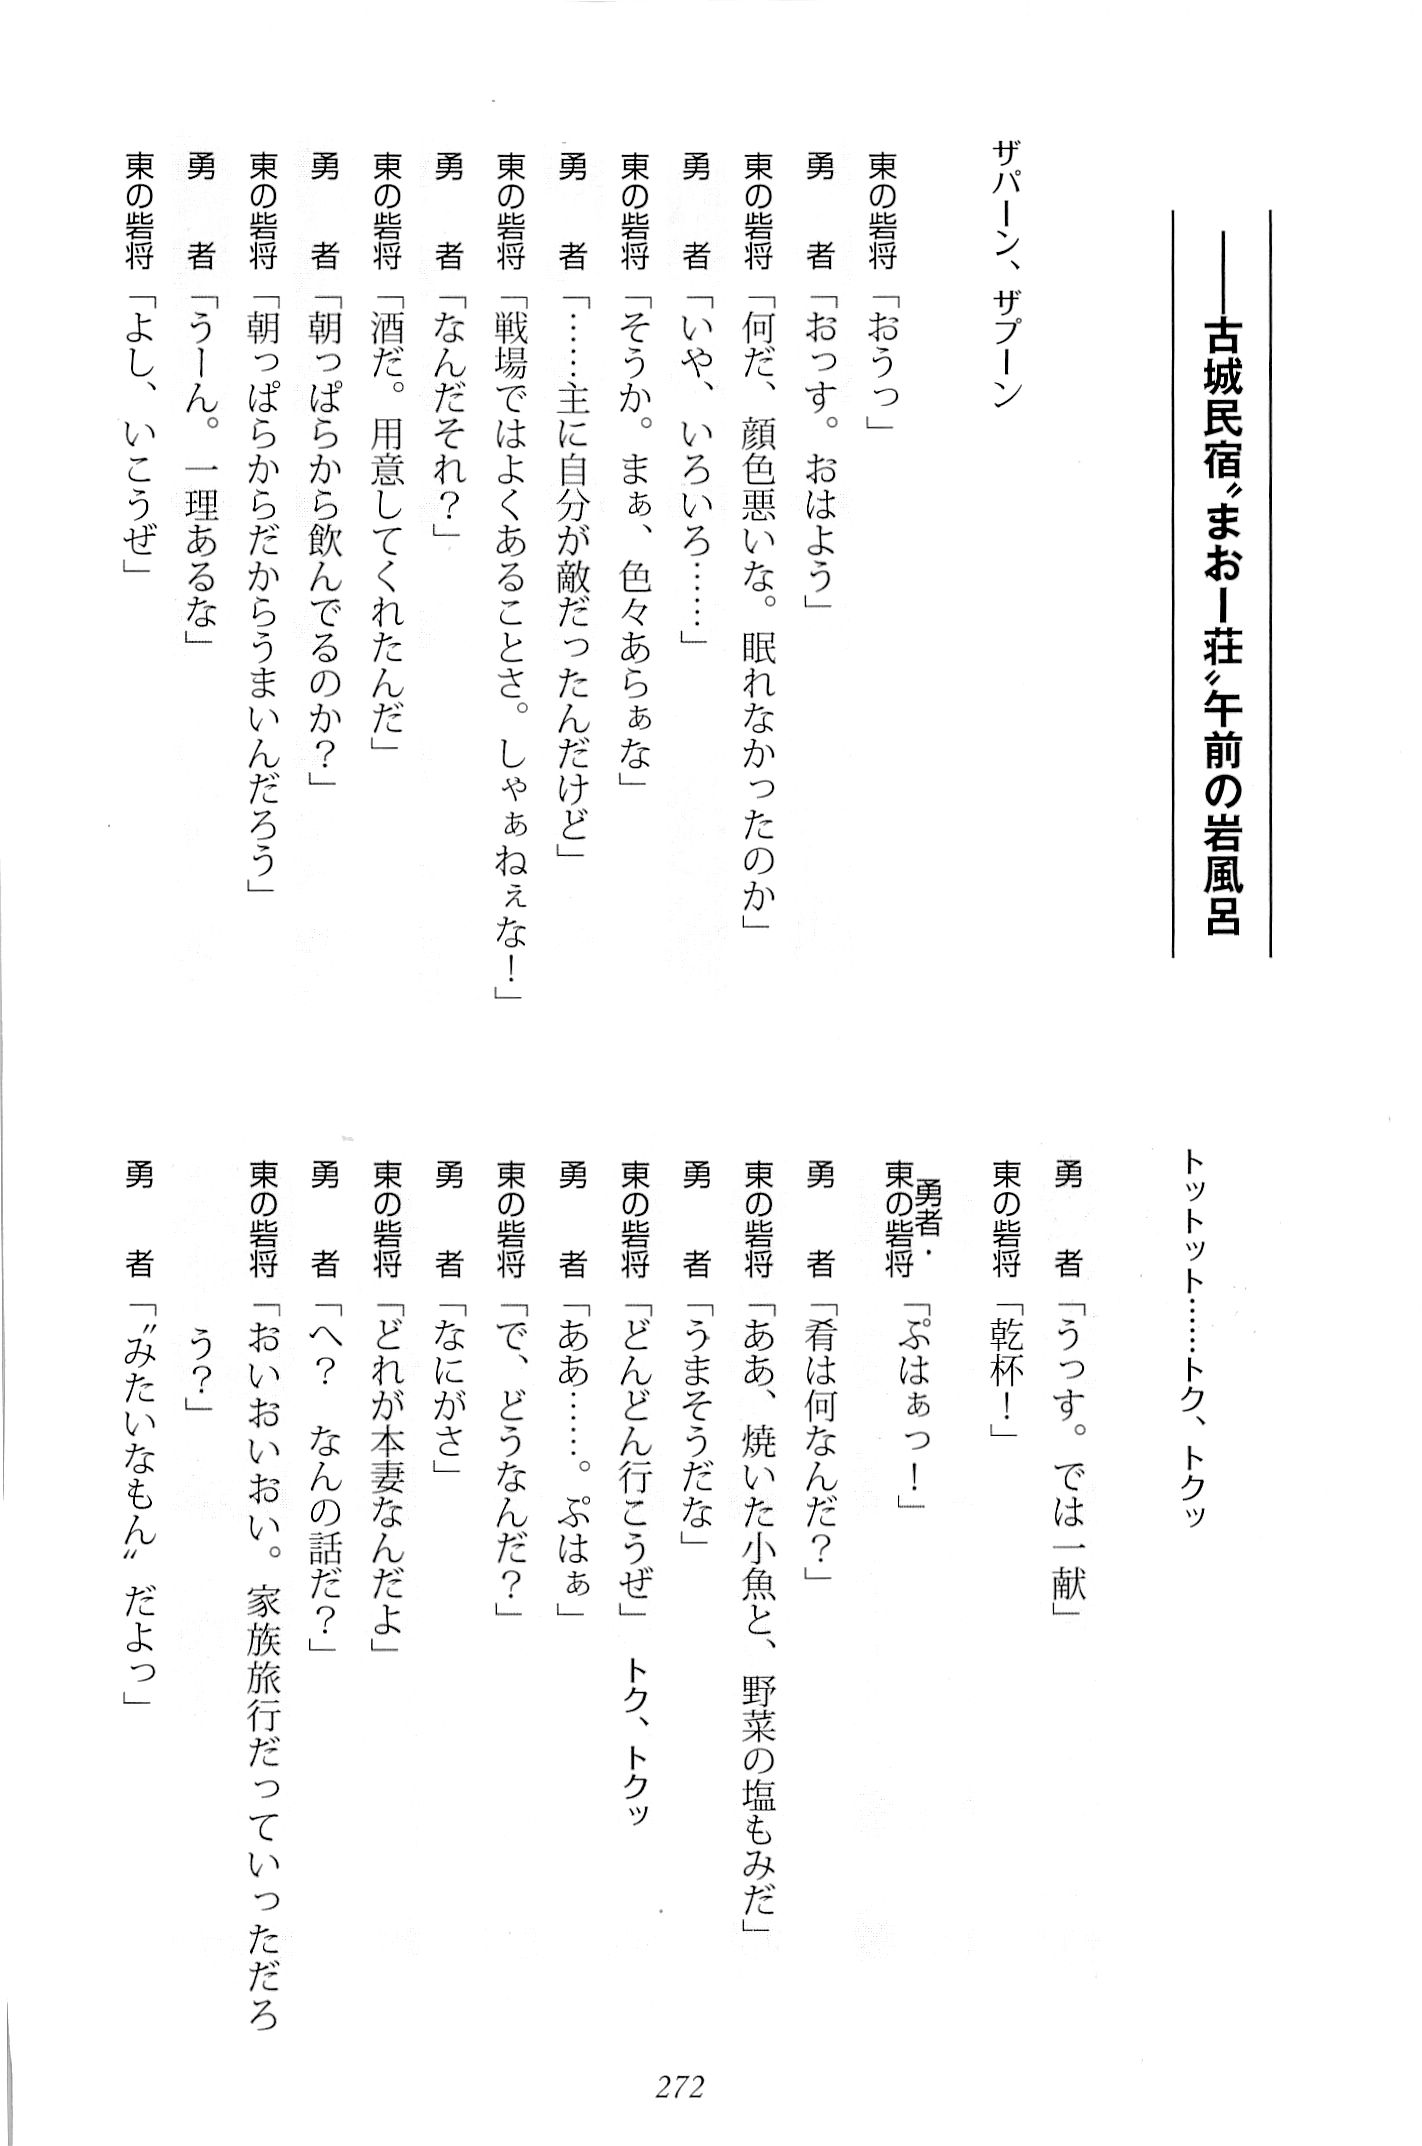 ――古城民宿〝まおー荘〟午前の岩風呂
ザパーン、ザプーン
東の砦将「おうっ」
勇　　者「おっす。おはよう」
東の砦将「何だ、顔色悪いな。眠れなかったのか」
勇　　者「いや、いろいろ……」
東の砦将「そうか。まぁ、色々あらぁな」
勇　　者「……主に自分が敵だったんだけど」
東の砦将「戦場ではよくあることさ。しゃぁねぇな！」
勇　　者「なんだそれ？」
東の砦将「酒だ。用意してくれたんだ」
勇　　者「朝っぱらから飲んでるのか？」
東の砦将「朝っぱらからだからうまいんだろう」
勇　　者「うーん。一理あるな」
東の砦将「よし、いこうぜ」
トットット……トク、トクッ
勇　　者「うっす。では一献」
東の砦将「乾杯！」
勇者・
東の砦将「ぷはぁっ！」
勇　　者「肴は何なんだ？」
東の砦将「ああ、焼いた小魚と、野菜の塩もみだ」
勇　　者「うまそうだな」
東の砦将「どんどん行こうぜ」　トク、トクッ
勇　　者「ああ……。ぷはぁ」
東の砦将「で、どうなんだ？」
勇　　者「なにがさ」
東の砦将「どれが本妻なんだよ」
勇　　者「へ？　なんの話だ？」
東の砦将「おいおいおい。家族旅行だっていっただろ
う？」
勇　　者「〝みたいなもん〟だよっ」
272